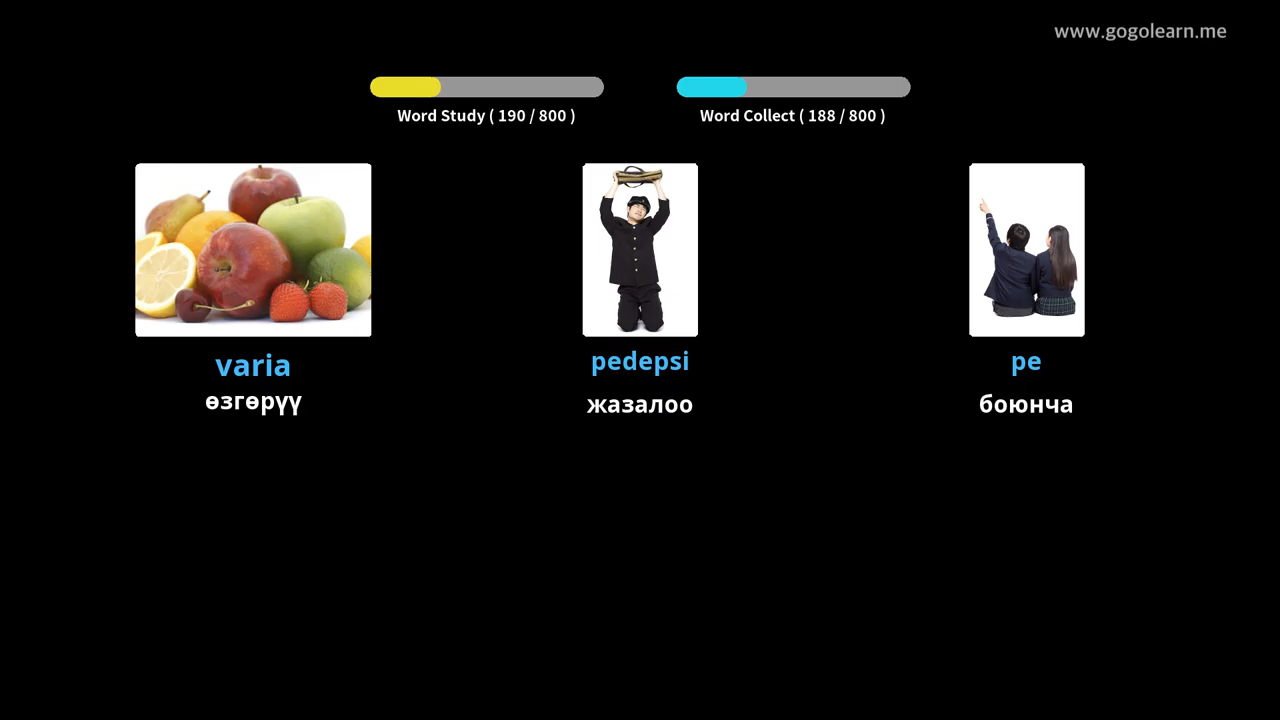 www.gogolearn.me
Word Study ( 190 / 800 )
Word Collect ( 188 / 800 )
varia
өзгөрүү
pedepsi
жазалоо
pe
боюнча